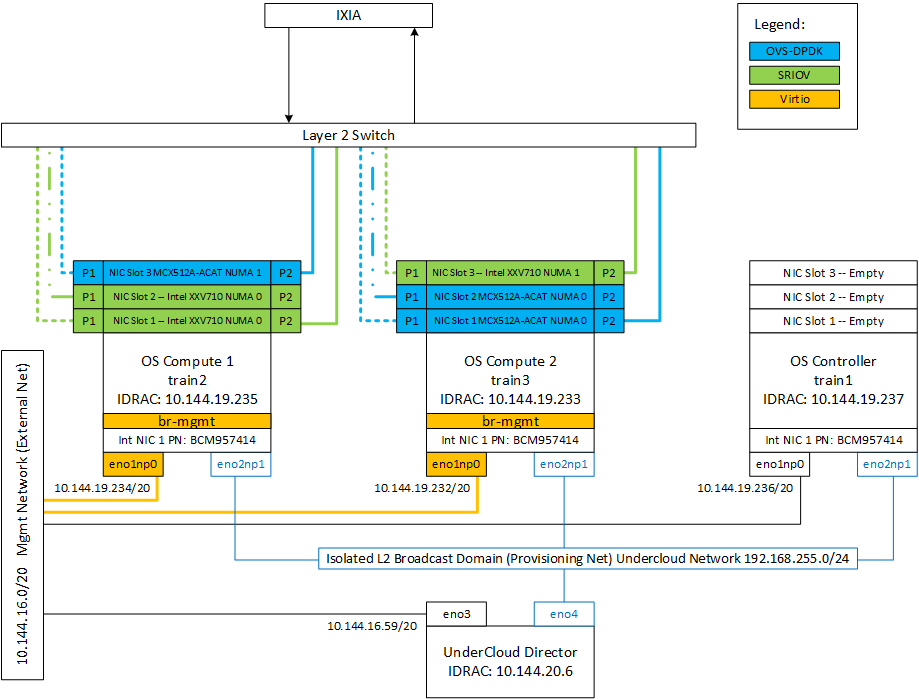 IXIA
Legend:
OVS-DPDK
SRIOV
Virtio
Layer 2 Switch
P1 NIC Slot 3 MCX512A-ACAT NUMA 1 P2
P1 NIC Slot 2 -- Intel XXV710 NUMA 0 P2
P1 NIC Slot 1 -- Intel XXV710 NUMA 0 P2
OS Compute 1
train2
IDRAC: 10.144.19.235
br-mgmt
Int NIC 1 PN: BCM957414
eno1np0 eno2np1
10.144.19.234/20
P1 NIC Slot 3 -- Intel XXV710 NUMA 1 P2
P1 NIC Slot 2 MCX512A-ACAT NUMA 0 P2
P1 NIC Slot 1 MCX512A-ACAT NUMA 0 P2
OS Compute 2
train3
IDRAC: 10.144.19.233
br-mgmt
Int NIC 1 PN: BCM957414
eno1np0 eno2np1
10.144.19.232/20
NIC Slot 3 -- Empty
NIC Slot 2 -- Empty
NIC Slot 1 -- Empty
OS Controller
train1
IDRAC: 10.144.19.237
Int NIC 1 PN: BCM957414
eno1np0 eno2np1
10.144.19.236/20
10.144.16.0/20 Mgmt Network (External Net)
Isolated L2 Broadcast Domain (Provisioning Net) Undercloud Network 192.168.255.0/24
eno3 eno4
10.144.16.59/20
UnderCloud Director
IDRAC: 10.144.20.6